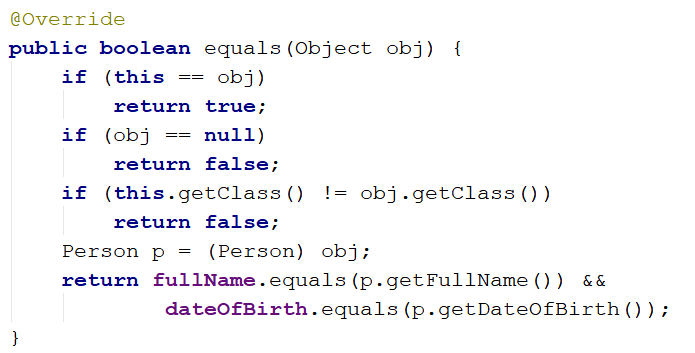 @Override
public boolean equals(Object obj) {
    if (this == obj)
        return true;
    if (obj == null)
        return false;
    if (this.getClass() != obj.getClass())
        return false;
    Person p = (Person) obj;
    return fullName.equals(p.getFullName()) &&
            dateOfBirth.equals(p.getDateOfBirth());
}